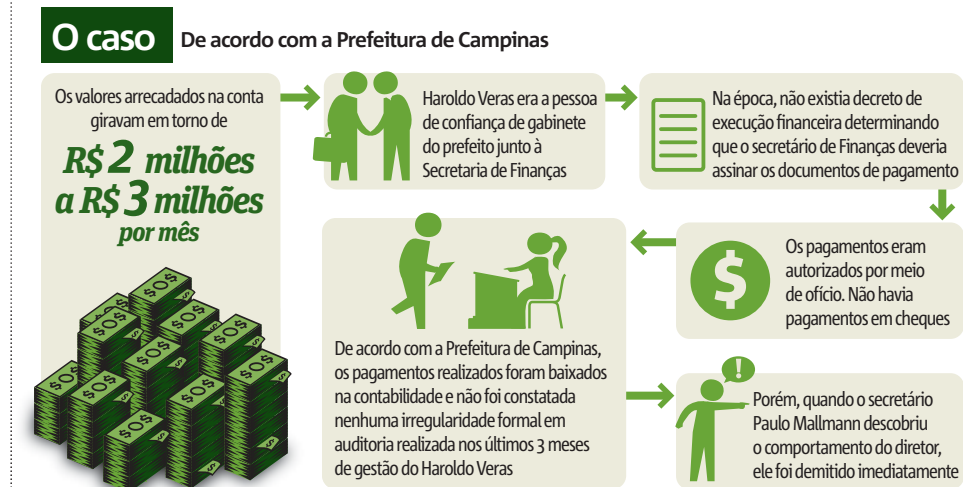 O caso
De acordo com a Prefeitura de Campinas
Os valores arrecadados na conta
giravam em torno de
R$ 2 milhões
a R$ 3 milhões
por mês
Haroldo Veras era a pessoa
de confiança de gabinete
do prefeito junto à
Secretaria de Finanças
Na época, não existia decreto de
execução financeira determinando
que o secretário de Finanças deveria
assinar os documentos de pagamento
$
Os pagamentos eram
autorizados por meio
de ofício. Não havia
pagamentos em cheques
De acordo com a Prefeitura de Campinas,
os pagamentos realizados foram baixados
na contabilidade e não foi constatada
nenhuma irregularidade formal em
auditoria realizada nos últimos 3 meses
de gestão do Haroldo Veras
!
Porém, quando o secretário
Paulo Mallmann descobriu
o comportamento do diretor,
ele foi demitido imediatamente